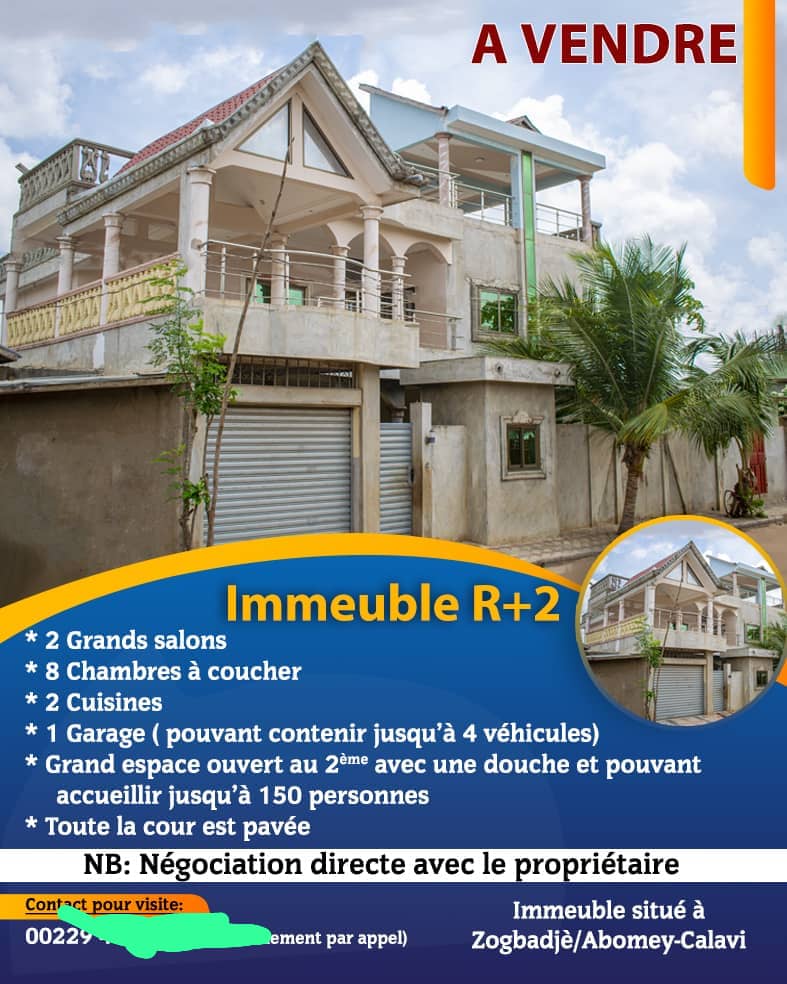 A VENDRE
Immeuble R+2
* 2 Grands salons
* 8 Chambres à coucher
* 2 Cuisines
* 1 Garage ( pouvant contenir jusqu'à 4 véhicules)
* Grand espace ouvert au 2ème avec une douche et pouvant
accueillir jusqu'à 150 personnes
* Toute la cour est pavée
NB: Négociation directe avec le propriétaire
Contact pour visite:
00229 par appel)
Immeuble situé à
Zogbadjè/Abomey-Calavi